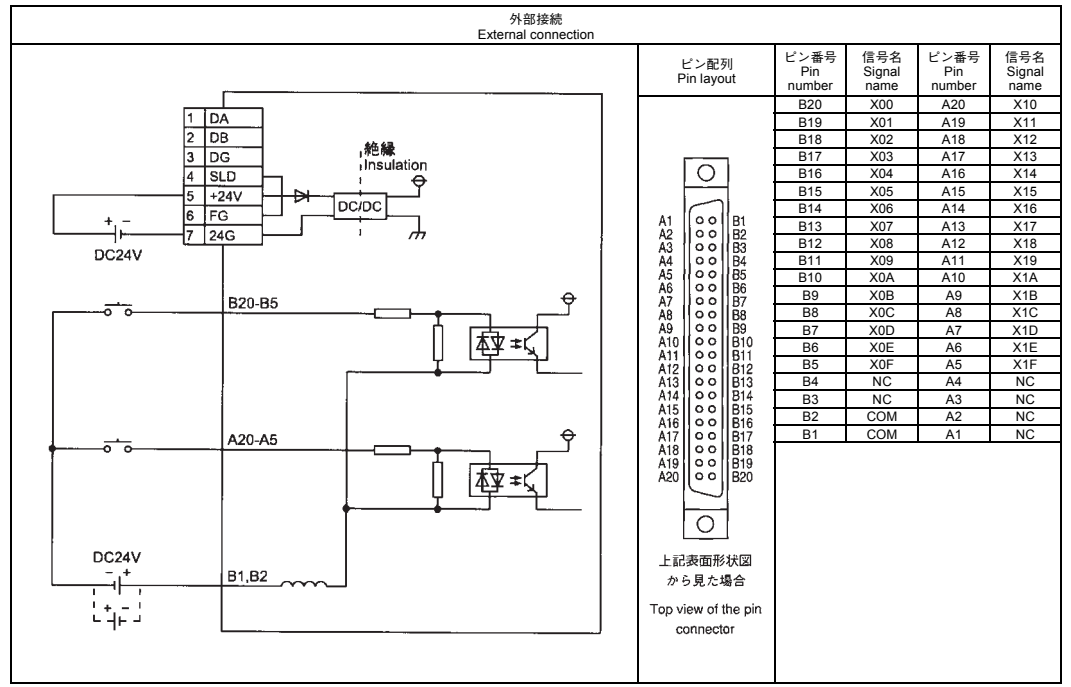 外部接続
External connection
1 DA
2 DB
3 DG
4 SLD
5 +24V
6 FG
7 24G
絶縁
Insulation
DC/DC
+ −
DC24V
B20-B5
A20-A5
DC24V
− +
B1,B2
+ −
ピン配列
Pin layout
A1 B1
A2 B2
A3 B3
A4 B4
A5 B5
A6 B6
A7 B7
A8 B8
A9 B9
A10 B10
A11 B11
A12 B12
A13 B13
A14 B14
A15 B15
A16 B16
A17 B17
A18 B18
A19 B19
A20 B20
上記表面形状図
から見た場合
Top view of the pin
connector
ピン番号 信号名 ピン番号 信号名
Pin Signal Pin Signal
number name number name
B20 X00 A20 X10
B19 X01 A19 X11
B18 X02 A18 X12
B17 X03 A17 X13
B16 X04 A16 X14
B15 X05 A15 X15
B14 X06 A14 X16
B13 X07 A13 X17
B12 X08 A12 X18
B11 X09 A11 X19
B10 X0A A10 X1A
B9 X0B A9 X1B
B8 X0C A8 X1C
B7 X0D A7 X1D
B6 X0E A6 X1E
B5 X0F A5 X1F
B4 NC A4 NC
B3 NC A3 NC
B2 COM A2 NC
B1 COM A1 NC